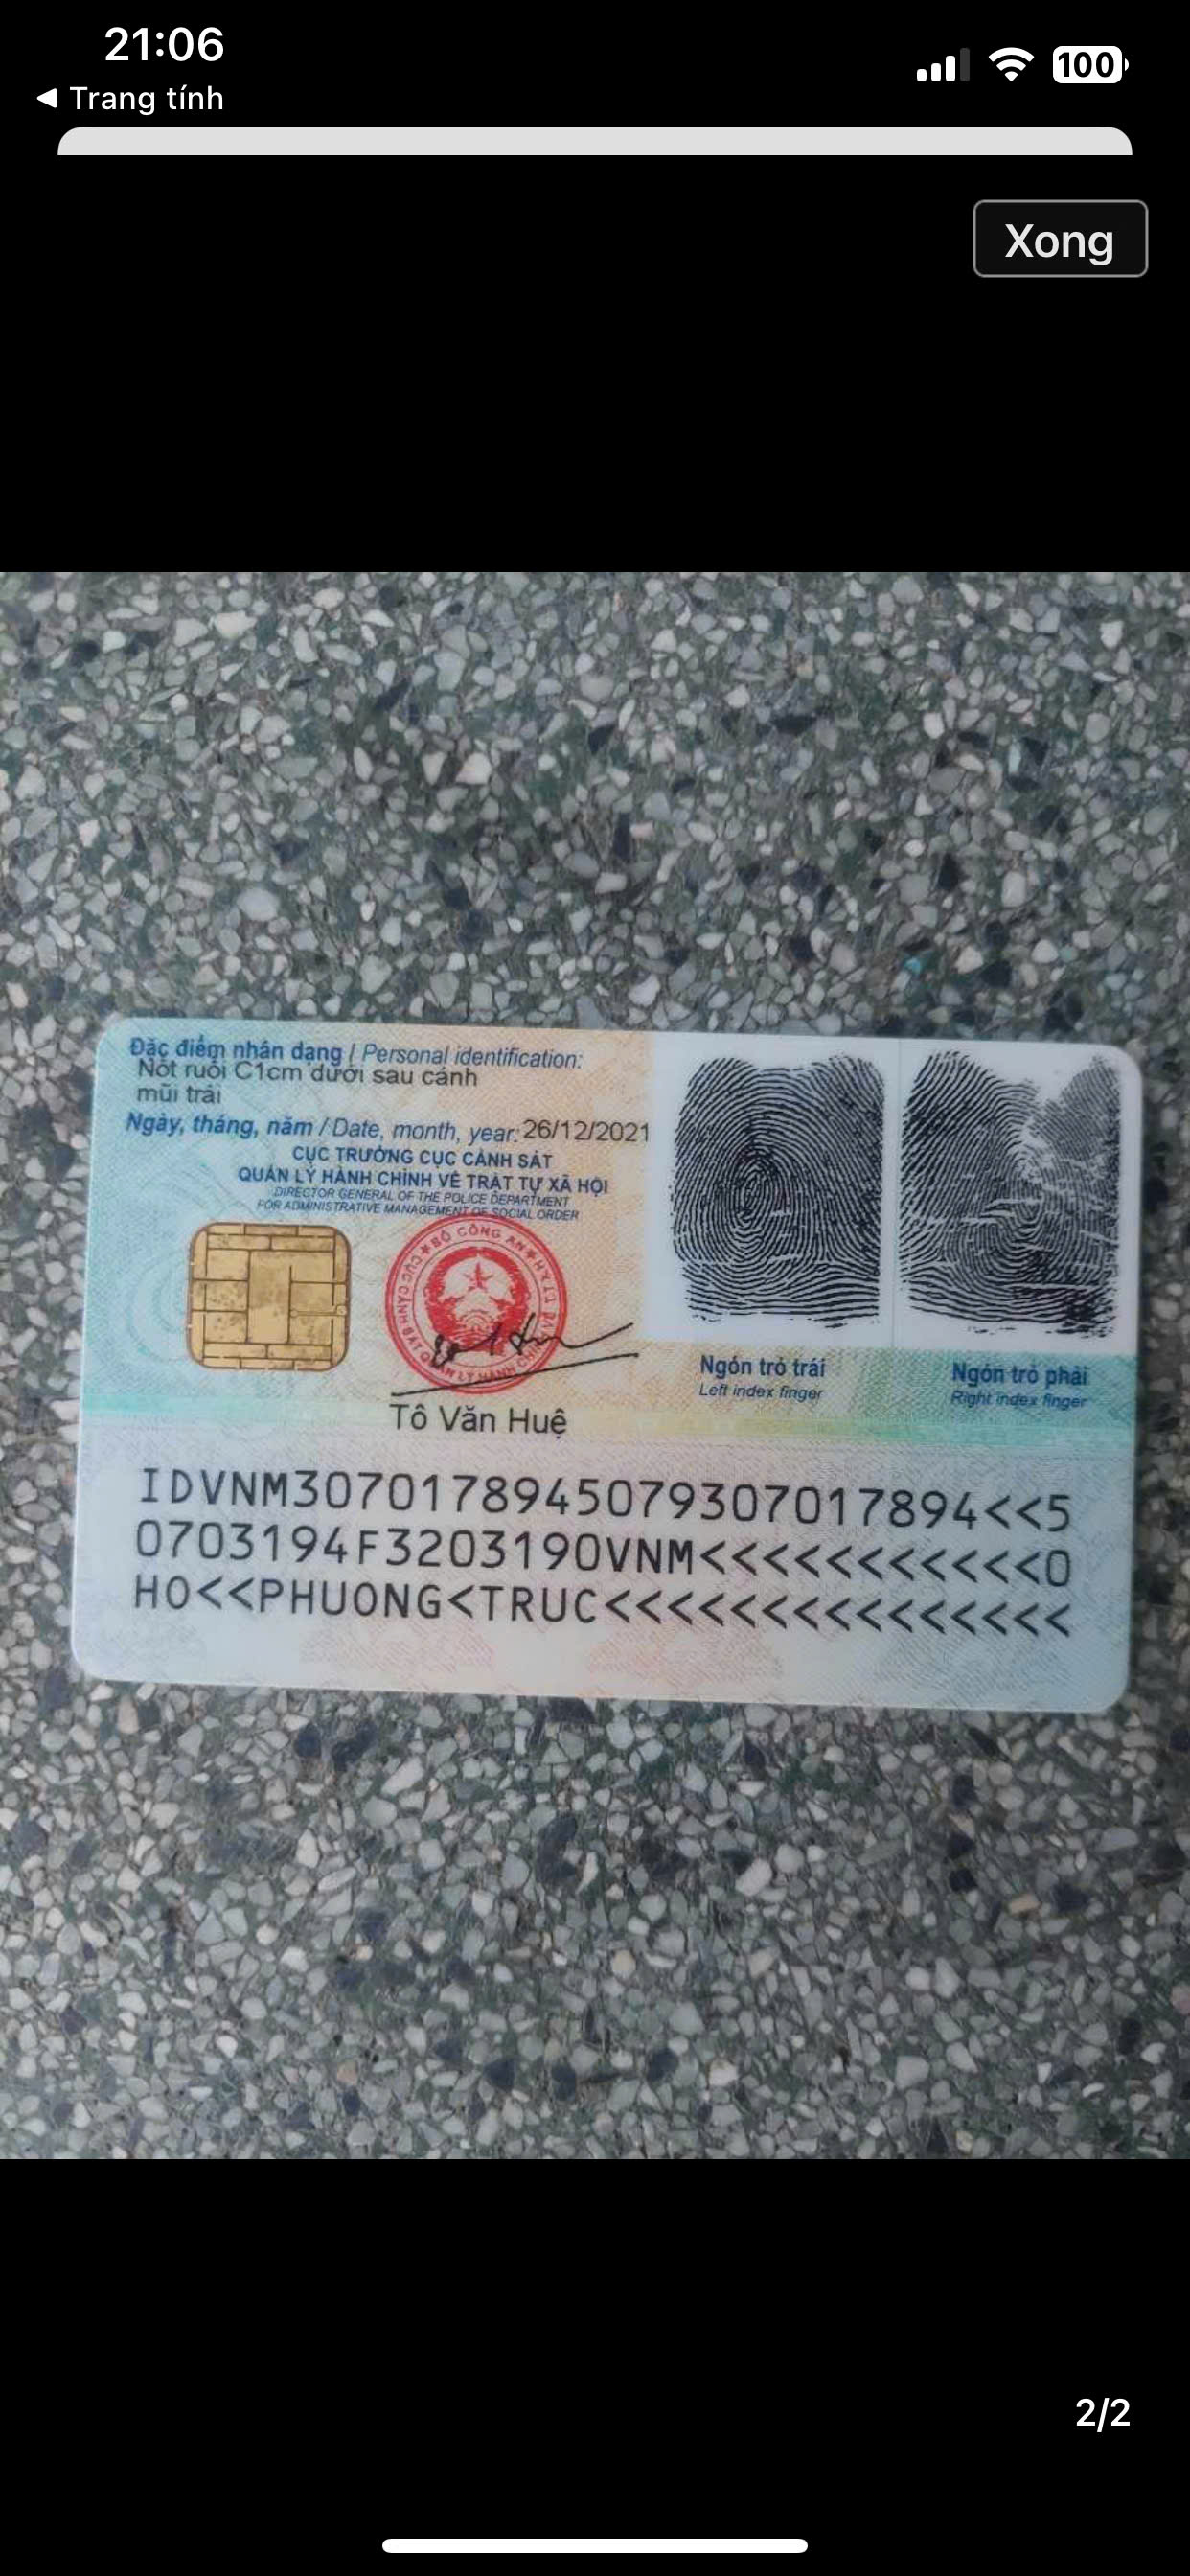 21:06
100
◀ Trang tính
Xong
Đặc điểm nhân dạng / Personal identification:
Nốt ruồi C1cm dưới sau cánh
mũi trái
Ngày, tháng, năm / Date, month, year: 26/12/2021
CỤC TRƯỞNG CỤC CẢNH SÁT
QUẢN LÝ HÀNH CHÍNH VỀ TRẬT TỰ XÃ HỘI
DIRECTOR GENERAL OF THE POLICE DEPARTMENT
FOR ADMINISTRATIVE MANAGEMENT OF SOCIAL ORDER
BỘ CÔNG AN
Tô Văn Huệ
Ngón trỏ trái
Left index finger
Ngón trỏ phải
Right index finger
IDVNM3070178945079307017894<<5
0703194F3203190VNM<<<<<<<<<<<0
HO<<PHUONG<TRUC<<<<<<<<<<<<<<<
2/2